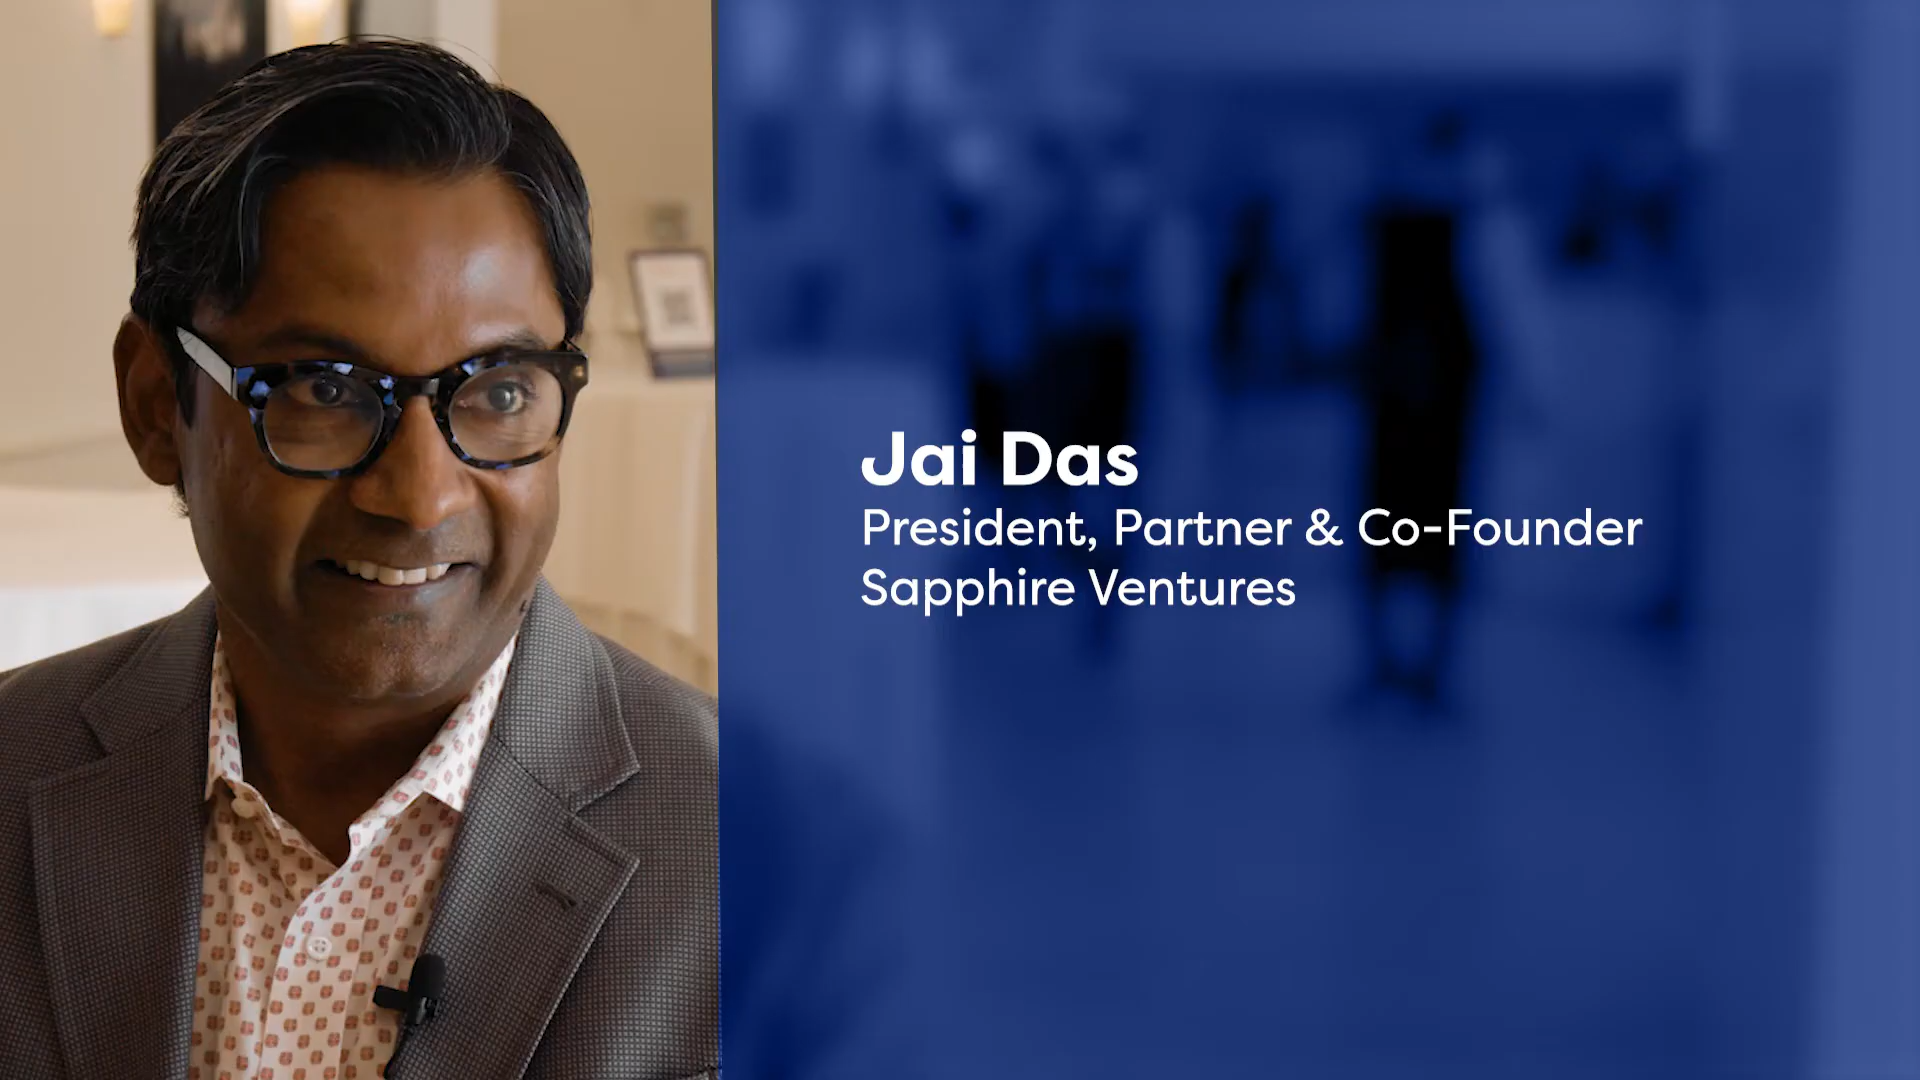 Jai Das
President, Partner & Co-Founder
Sapphire Ventures